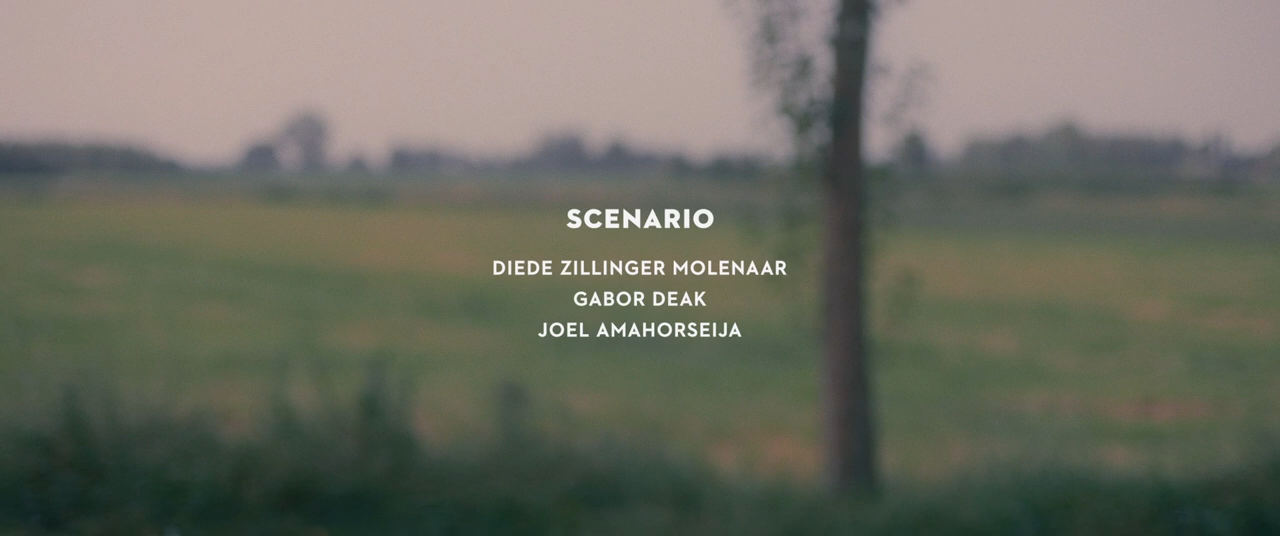 SCENARIO
DIEDE ZILLINGER MOLENAAR
GABOR DEAK
JOEL AMAHORSEIJA